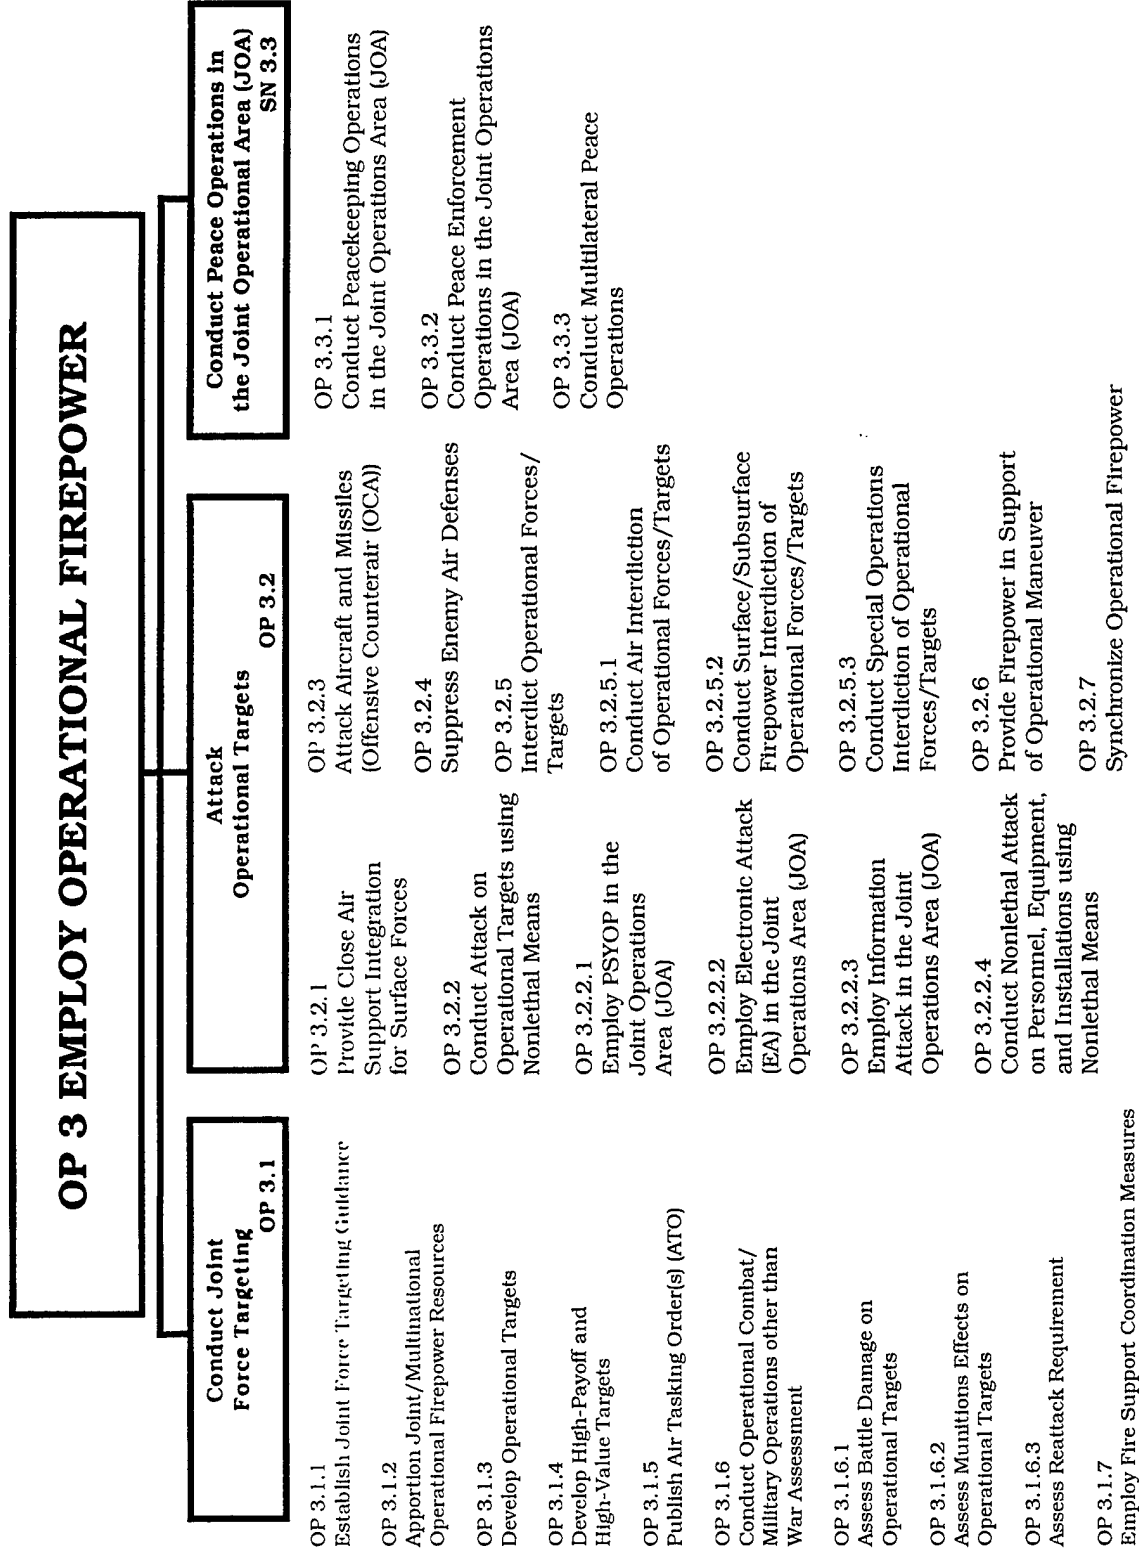 OP 3 EMPLOY OPERATIONAL FIREPOWER
Conduct Joint
Force Targeting
OP 3.1
OP 3.1.1
Establish Joint Force Targeting Guidance
OP 3.1.2
Apportion Joint/Multinational
Operational Firepower Resources
OP 3.1.3
Develop Operational Targets
OP 3.1.4
Develop High-Payoff and
High-Value Targets
OP 3.1.5
Publish Air Tasking Order(s) (ATO)
OP 3.1.6
Conduct Operational Combat/
Military Operations other than
War Assessment
OP 3.1.6.1
Assess Battle Damage on
Operational Targets
OP 3.1.6.2
Assess Munitions Effects on
Operational Targets
OP 3.1.6.3
Assess Reattack Requirement
OP 3.1.7
Employ Fire Support Coordination Measures
Attack
Operational Targets
OP 3.2
OP 3.2.1
Provide Close Air
Support Integration
for Surface Forces
OP 3.2.2
Conduct Attack on
Operational Targets using
Nonlethal Means
OP 3.2.2.1
Employ PSYOP in the
Joint Operations
Area (JOA)
OP 3.2.2.2
Employ Electronic Attack
(EA) in the Joint
Operations Area (JOA)
OP 3.2.2.3
Employ Information
Attack in the Joint
Operations Area (JOA)
OP 3.2.2.4
Conduct Nonlethal Attack
on Personnel, Equipment,
and Installations using
Nonlethal Means
OP 3.2.3
Attack Aircraft and Missiles
(Offensive Counterair (OCA))
OP 3.2.4
Suppress Enemy Air Defenses
OP 3.2.5
Interdict Operational Forces/
Targets
OP 3.2.5.1
Conduct Air Interdiction
of Operational Forces/Targets
OP 3.2.5.2
Conduct Surface/Subsurface
Firepower Interdiction of
Operational Forces/Targets
OP 3.2.5.3
Conduct Special Operations
Interdiction of Operational
Forces/Targets
OP 3.2.6
Provide Firepower in Support
of Operational Maneuver
OP 3.2.7
Synchronize Operational Firepower
Conduct Peace Operations in
the Joint Operational Area (JOA)
SN 3.3
OP 3.3.1
Conduct Peacekeeping Operations
in the Joint Operations Area (JOA)
OP 3.3.2
Conduct Peace Enforcement
Operations in the Joint Operations
Area (JOA)
OP 3.3.3
Conduct Multilateral Peace
Operations